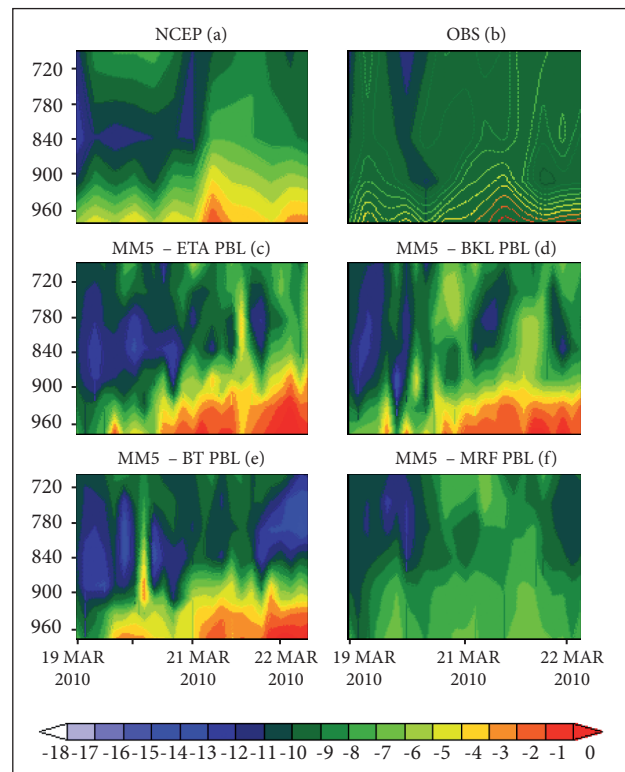 NCEP (a) OBS (b)
720
780
840
900
960
MM5 – ETA PBL (c) MM5 – BKL PBL (d)
720
780
840
900
960
MM5 – BT PBL (e) MM5 – MRF PBL (f)
720
780
840
900
960
19 MAR 21 MAR 22 MAR 19 MAR 21 MAR 22 MAR
2010 2010 2010 2010 2010 2010
-18 -17 -16 -15 -14 -13 -12 -11 -10 -9 -8 -7 -6 -5 -4 -3 -2 -1 0